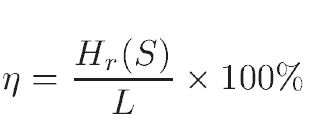 η = H_r(S) / L × 100%